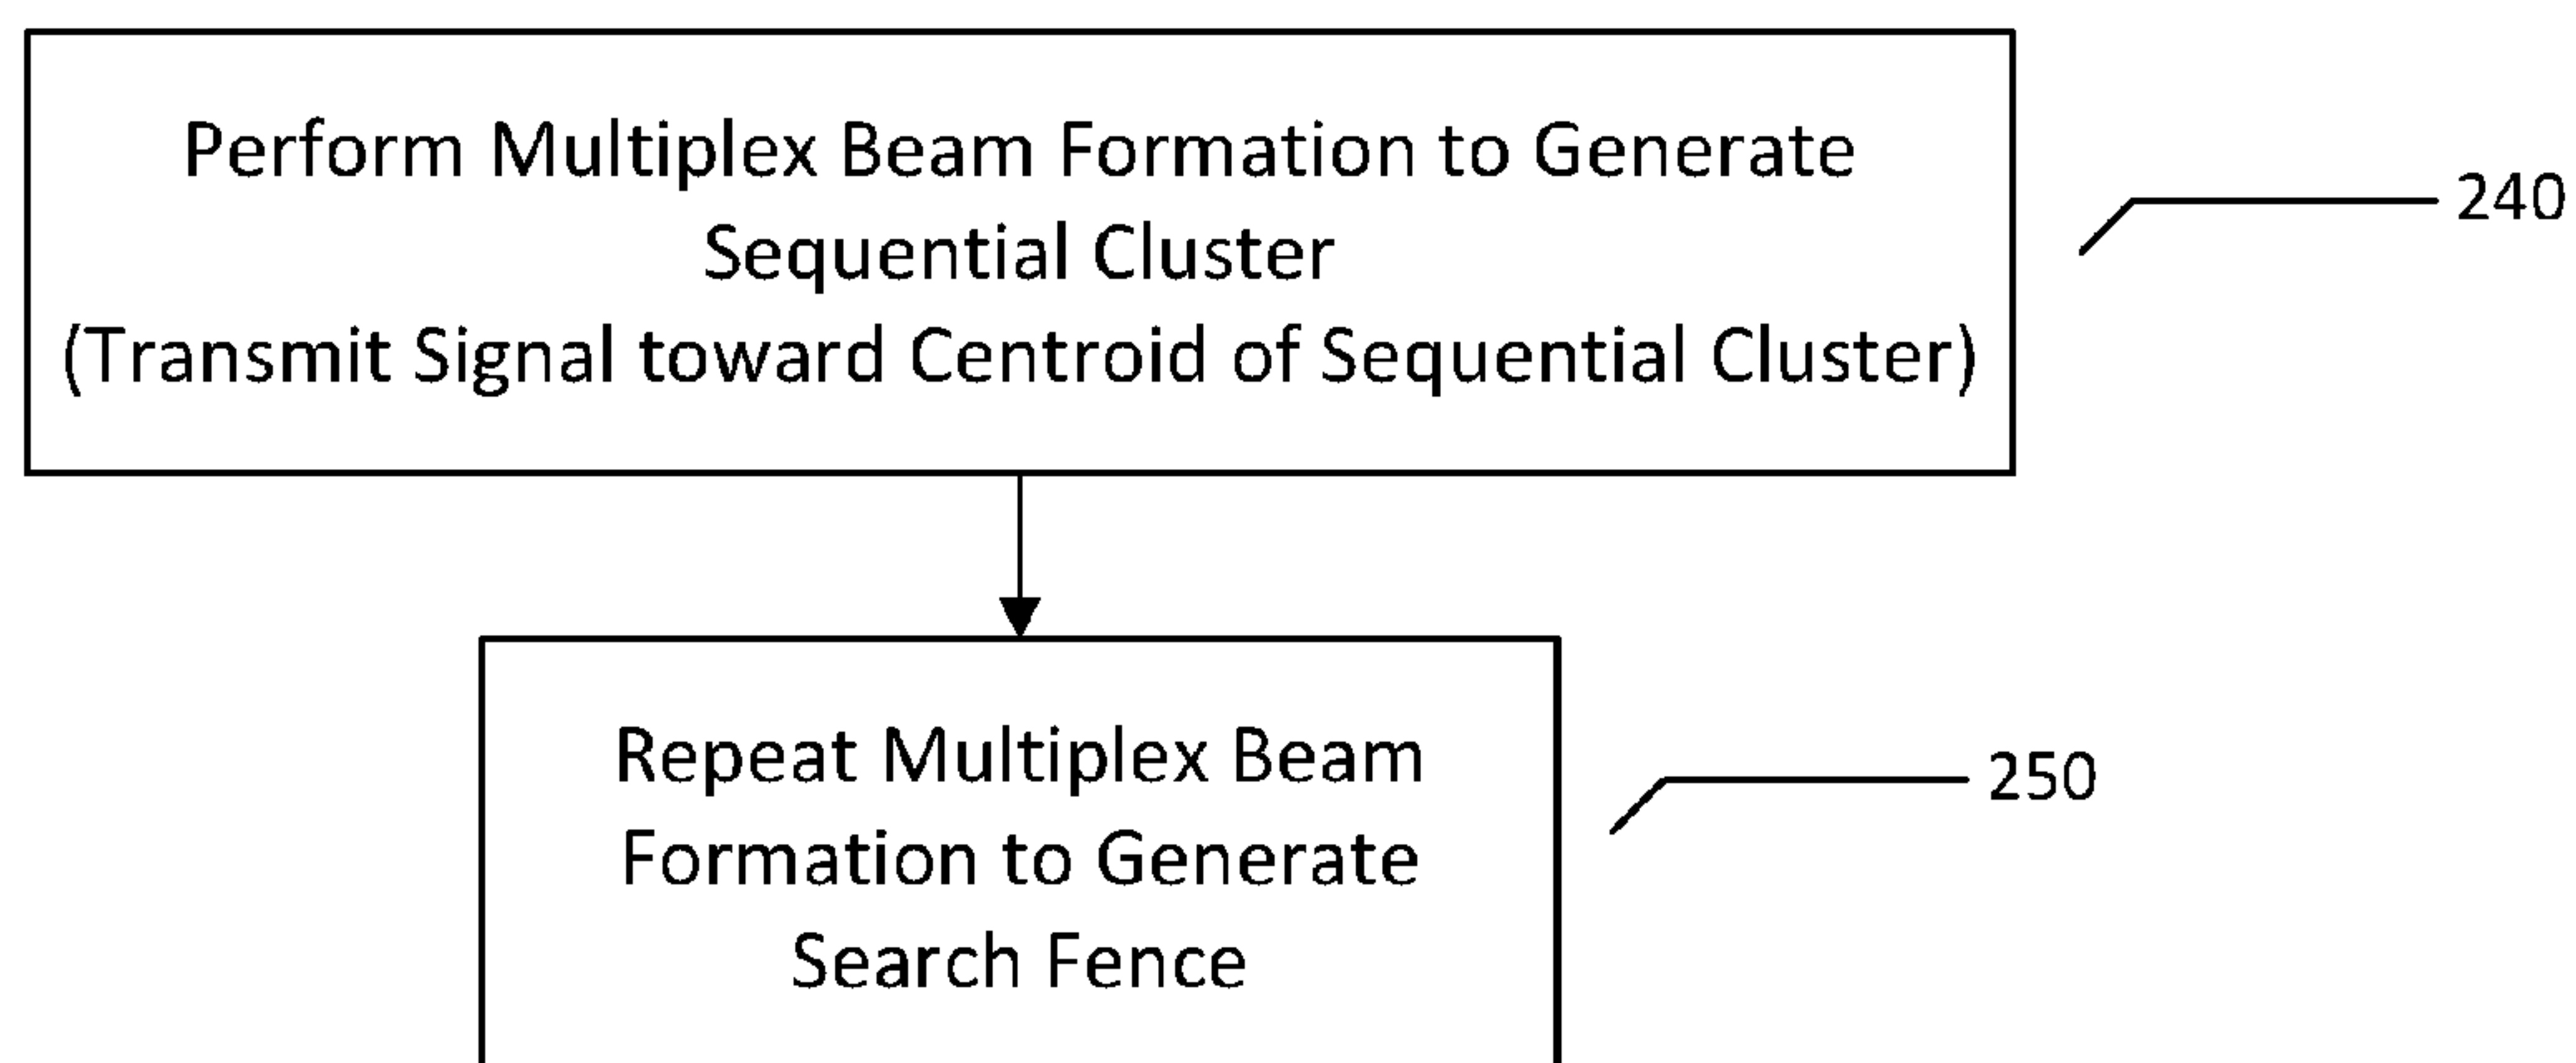 Perform Multiplex Beam Formation to Generate
Sequential Cluster
(Transmit Signal toward Centroid of Sequential Cluster)
240
Repeat Multiplex Beam
Formation to Generate
Search Fence
250